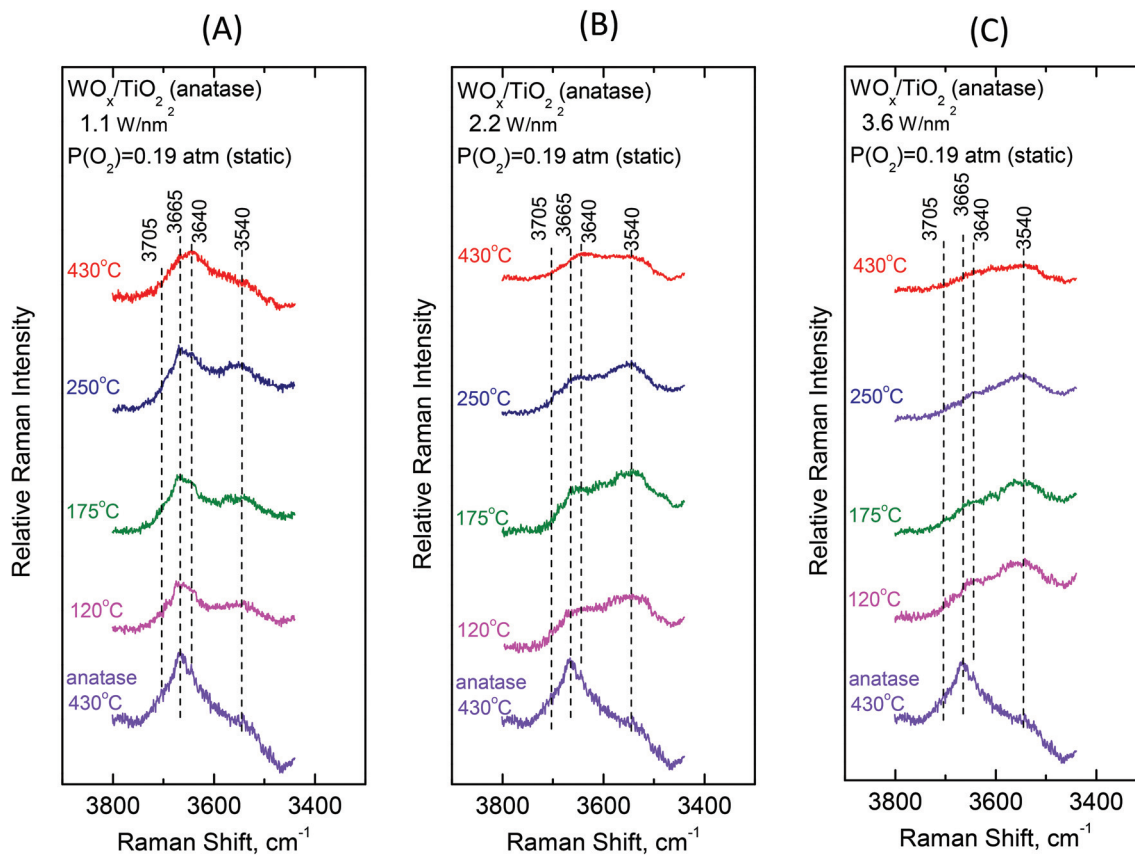 (A)
WOₓ/TiO₂ (anatase)
1.1 W/nm²
P(O₂)=0.19 atm (static)
3705
3665
3640
3540
430°C
250°C
175°C
120°C
anatase
430°C
Relative Raman Intensity
3800
3600
3400
Raman Shift, cm⁻¹
(B)
WOₓ/TiO₂ (anatase)
2.2 W/nm²
P(O₂)=0.19 atm (static)
3705
3665
3640
3540
430°C
250°C
175°C
120°C
anatase
430°C
Relative Raman Intensity
3800
3600
3400
Raman Shift, cm⁻¹
(C)
WOₓ/TiO₂ (anatase)
3.6 W/nm²
P(O₂)=0.19 atm (static)
3705
3665
3640
3540
430°C
250°C
175°C
120°C
anatase
430°C
Relative Raman Intensity
3800
3600
3400
Raman Shift, cm⁻¹